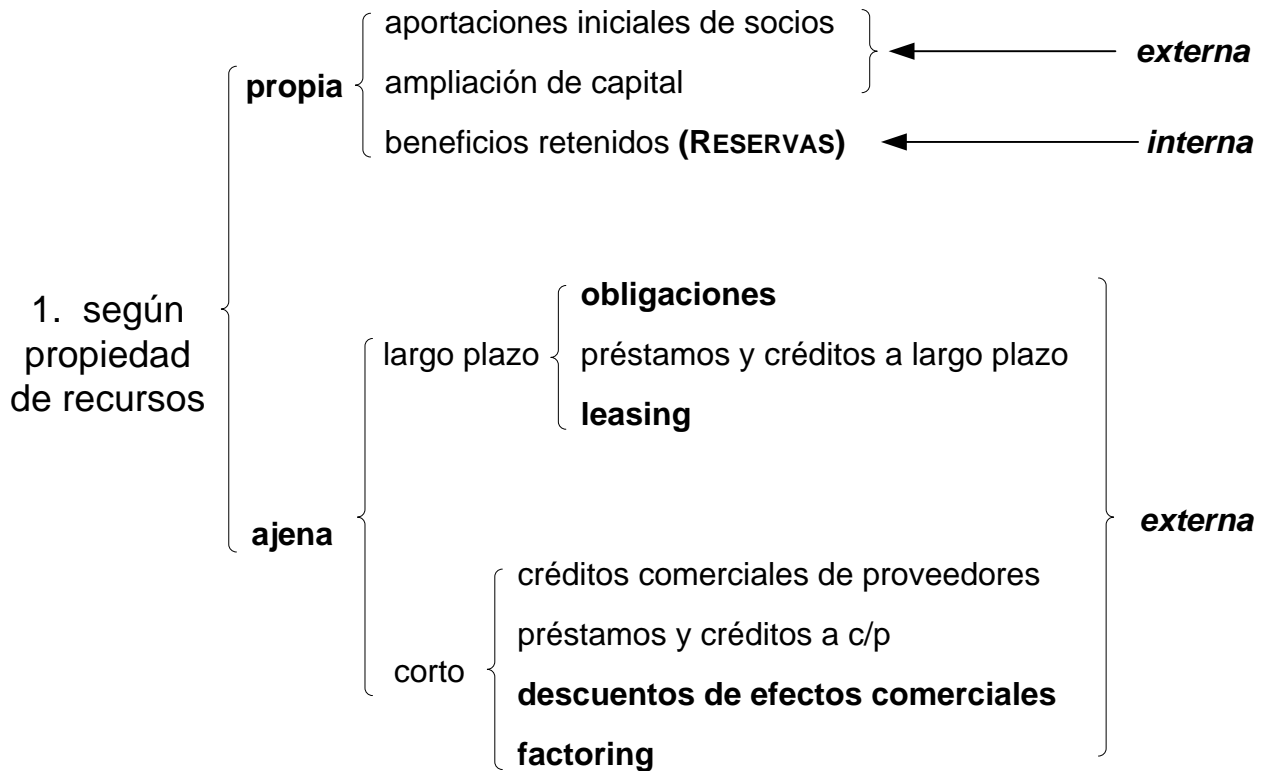 aportaciones iniciales de socios
externa
propia
ampliación de capital
beneficios retenidos (RESERVAS)
interna
1. según
propiedad
de recursos
obligaciones
largo plazo
préstamos y créditos a largo plazo
leasing
ajena
externa
créditos comerciales de proveedores
préstamos y créditos a c/p
corto
descuentos de efectos comerciales
factoring